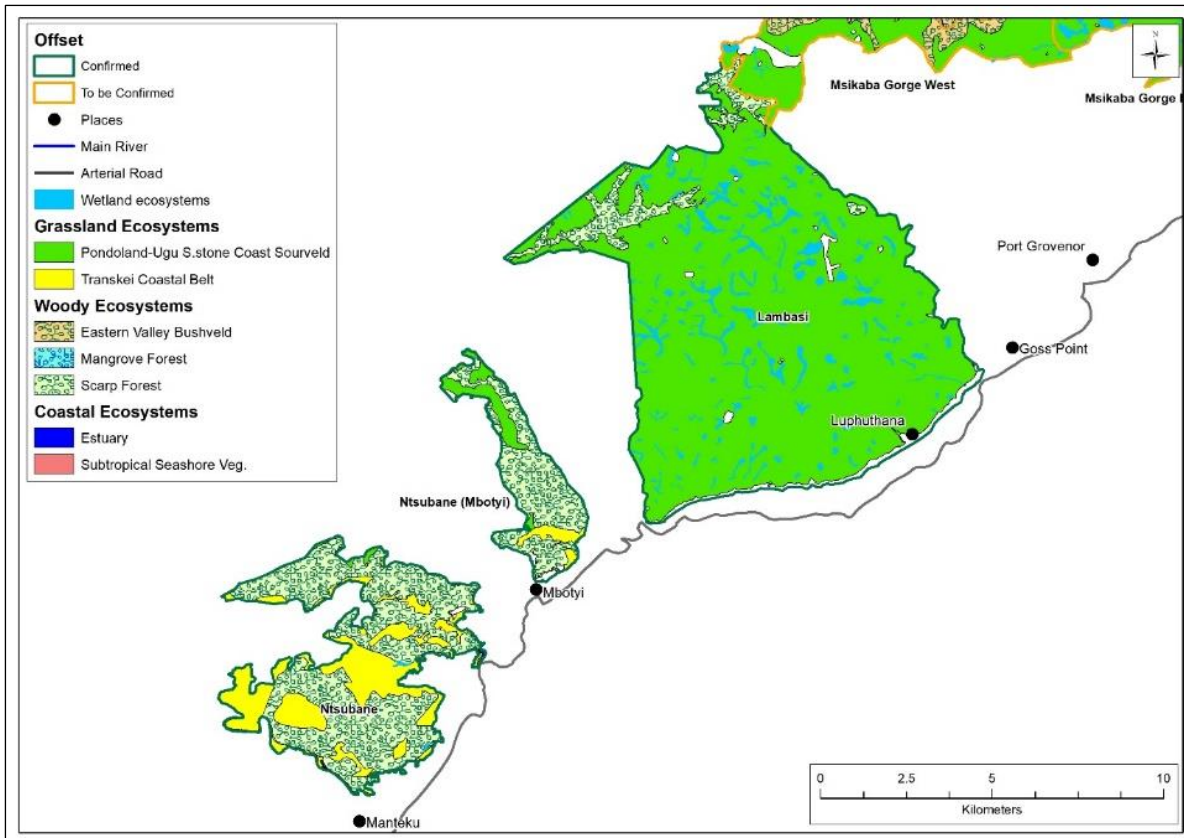 Offset
Confirmed
To be Confirmed
Places
Main River
Arterial Road
Wetland ecosystems
Grassland Ecosystems
Pondoland-Ugu S.stone Coast Sourveld
Transkei Coastal Belt
Woody Ecosystems
Eastern Valley Bushveld
Mangrove Forest
Scarp Forest
Coastal Ecosystems
Estuary
Subtropical Seashore Veg.
N
Msikaba Gorge West
Msikaba Gorge
Port Grovenor
Lambasi
Goss Point
Luphuthana
Ntsubane (Mbotyi)
Mbotyi
Ntsubane
Manteku
0 2.5 5 10
Kilometers